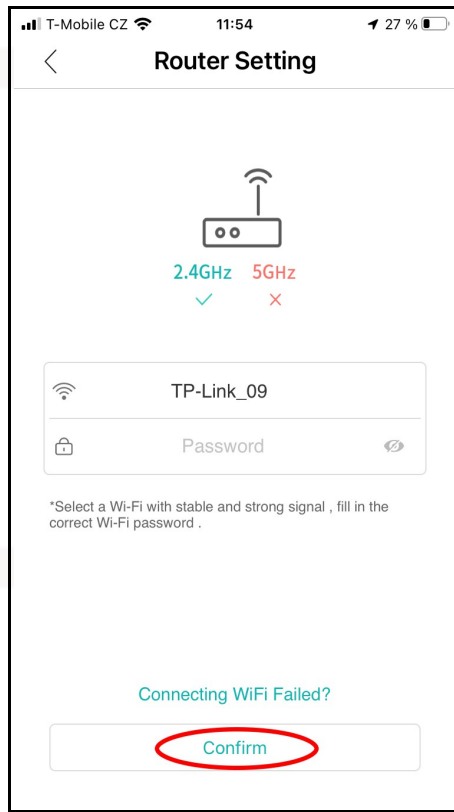 T-Mobile CZ 11:54 27 %
Router Setting
2.4GHz 5GHz
TP-Link_09
Password
*Select a Wi-Fi with stable and strong signal , fill in the
correct Wi-Fi password .
Connecting WiFi Failed?
Confirm